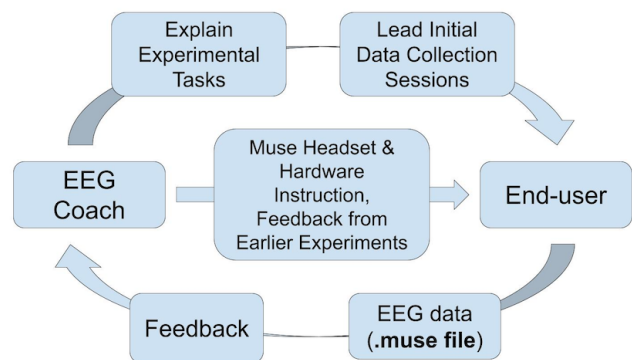 Explain
Experimental
Tasks
Lead Initial
Data Collection
Sessions
EEG
Coach
Muse Headset &
Hardware
Instruction,
Feedback from
Earlier Experiments
End-user
Feedback
EEG data
(.muse file)